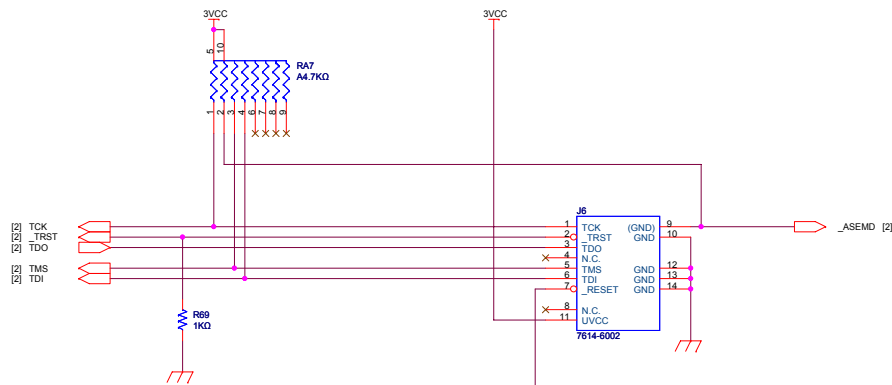 3VCC
3VCC
5
10
RA7
A4.7KΩ
1
2
3
4
6
7
8
9
J6
[2] TCK
1
TCK
(GND)
9
_ASEMD [2]
[2] _TRST
2
_TRST
GND
10
[2] TDO
3
TDO
4
N.C.
[2] TMS
5
TMS
GND
12
[2] TDI
6
TDI
GND
13
7
_RESET
GND
14
8
N.C.
R69
1KΩ
11
UVCC
7614-6002